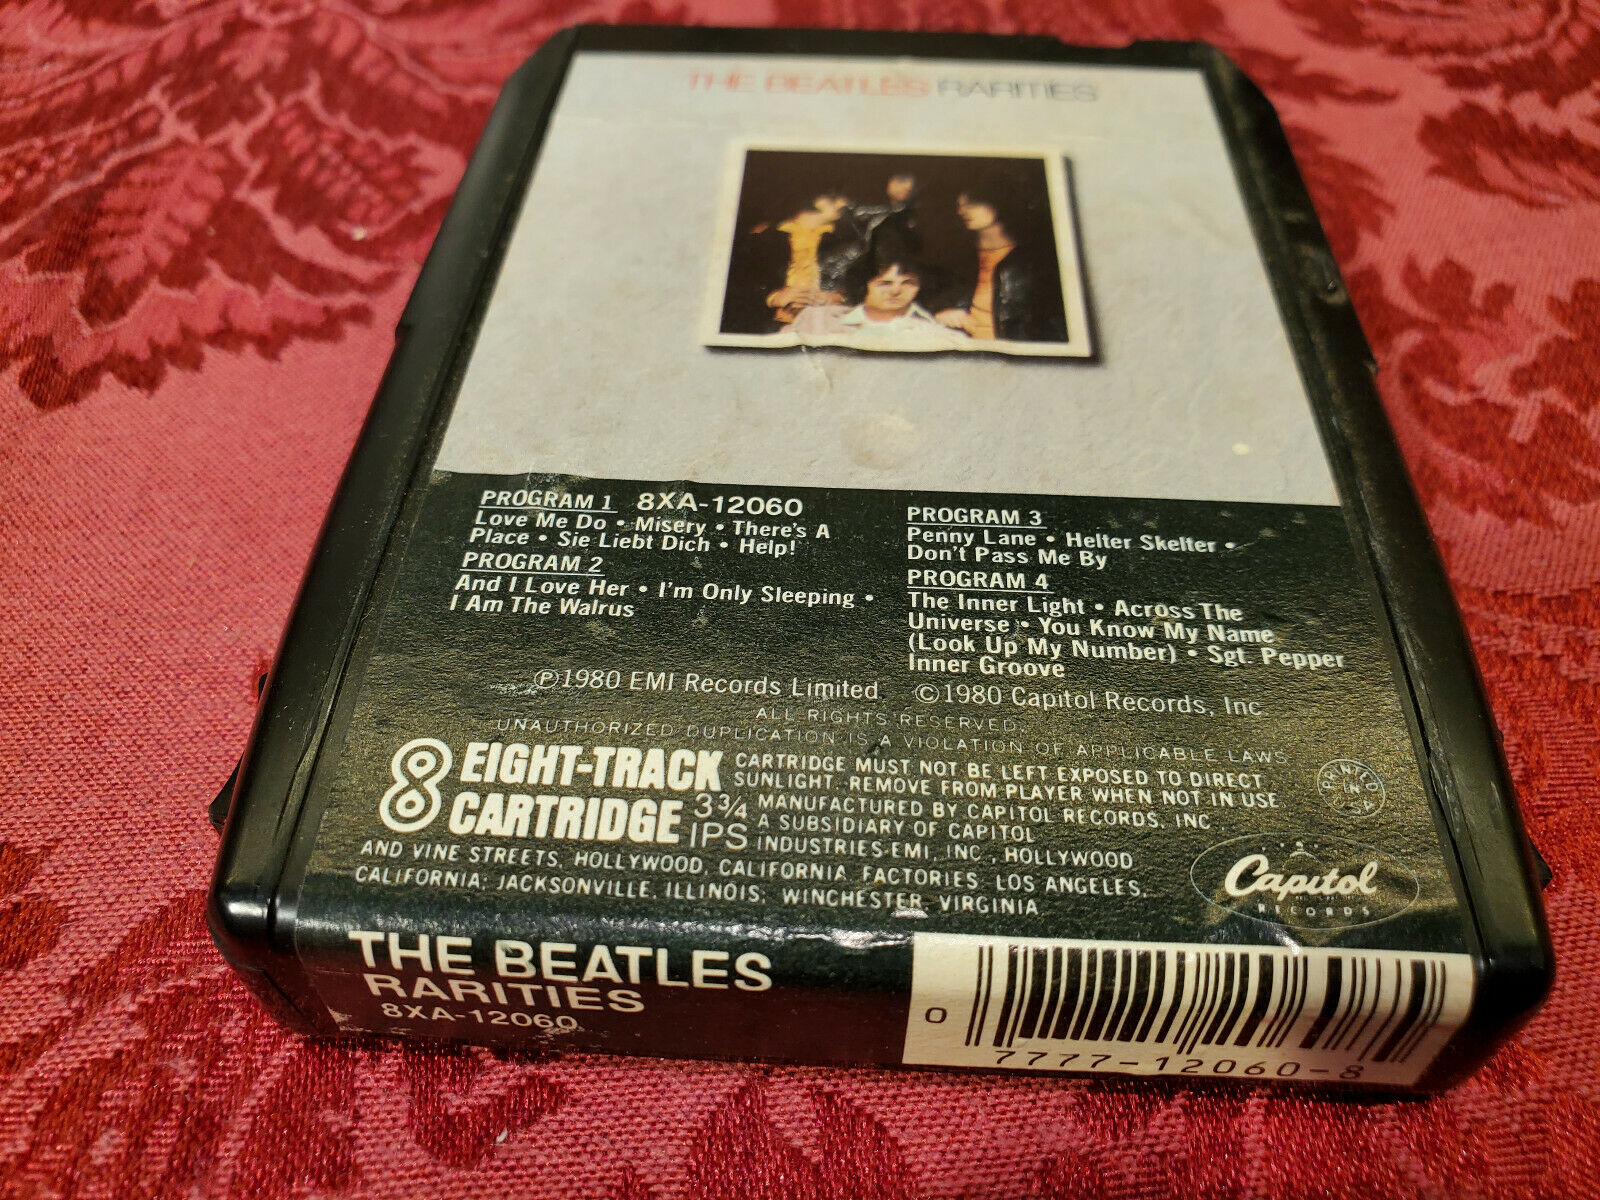 THE BEATLES RARITIES
PROGRAM 1 8XA-12060
Love Me Do • Misery • There's A
Place • Sie Liebt Dich • Help!
PROGRAM 2
And I Love Her • I'm Only Sleeping •
I Am The Walrus
PROGRAM 3
Penny Lane • Helter Skelter •
Don't Pass Me By
PROGRAM 4
The Inner Light • Across The
Universe • You Know My Name
(Look Up My Number) • Sgt. Pepper
Inner Groove
℗1980 EMI Records Limited ©1980 Capitol Records, Inc
ALL RIGHTS RESERVED.
UNAUTHORIZED DUPLICATION IS A VIOLATION OF APPLICABLE LAWS
8 EIGHT-TRACK
CARTRIDGE 3¾
IPS
CARTRIDGE MUST NOT BE LEFT EXPOSED TO DIRECT
SUNLIGHT. REMOVE FROM PLAYER WHEN NOT IN USE
MANUFACTURED BY CAPITOL RECORDS, INC.,
A SUBSIDIARY OF CAPITOL
INDUSTRIES-EMI, INC., HOLLYWOOD
AND VINE STREETS, HOLLYWOOD, CALIFORNIA. FACTORIES: LOS ANGELES,
CALIFORNIA; JACKSONVILLE, ILLINOIS; WINCHESTER, VIRGINIA
PRINTED
IN
U.S.A.
Capitol
RECORDS
THE BEATLES
RARITIES
8XA-12060
0 7777-12060-8